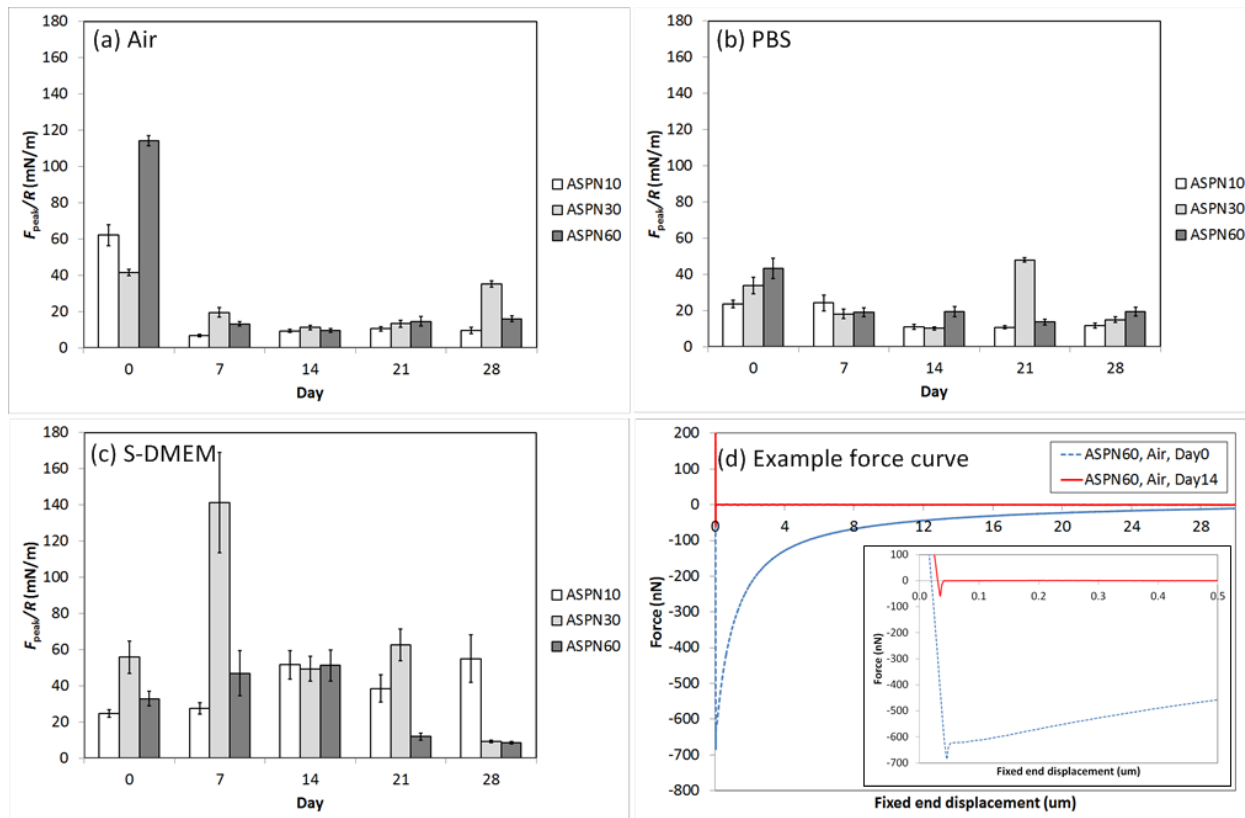 (a) Air
180
160
140
120
100
80
60
40
20
0
F_peak/R (mN/m)
0 7 14 21 28
Day
ASPN10
ASPN30
ASPN60
(b) PBS
180
160
140
120
100
80
60
40
20
0
F_peak/R (mN/m)
0 7 14 21 28
Day
ASPN10
ASPN30
ASPN60
(c) S-DMEM
180
160
140
120
100
80
60
40
20
0
F_peak/R (mN/m)
0 7 14 21 28
Day
ASPN10
ASPN30
ASPN60
(d) Example force curve
ASPN60, Air, Day0
ASPN60, Air, Day14
200
100
0
-100
-200
-300
-400
-500
-600
-700
-800
Force (nN)
0 4 8 12 16 20 24 28
Fixed end displacement (um)
100
0
-100
-200
-300
-400
-500
-600
-700
Force (nN)
0.0 0.1 0.2 0.3 0.4 0.5
Fixed end displacement (um)